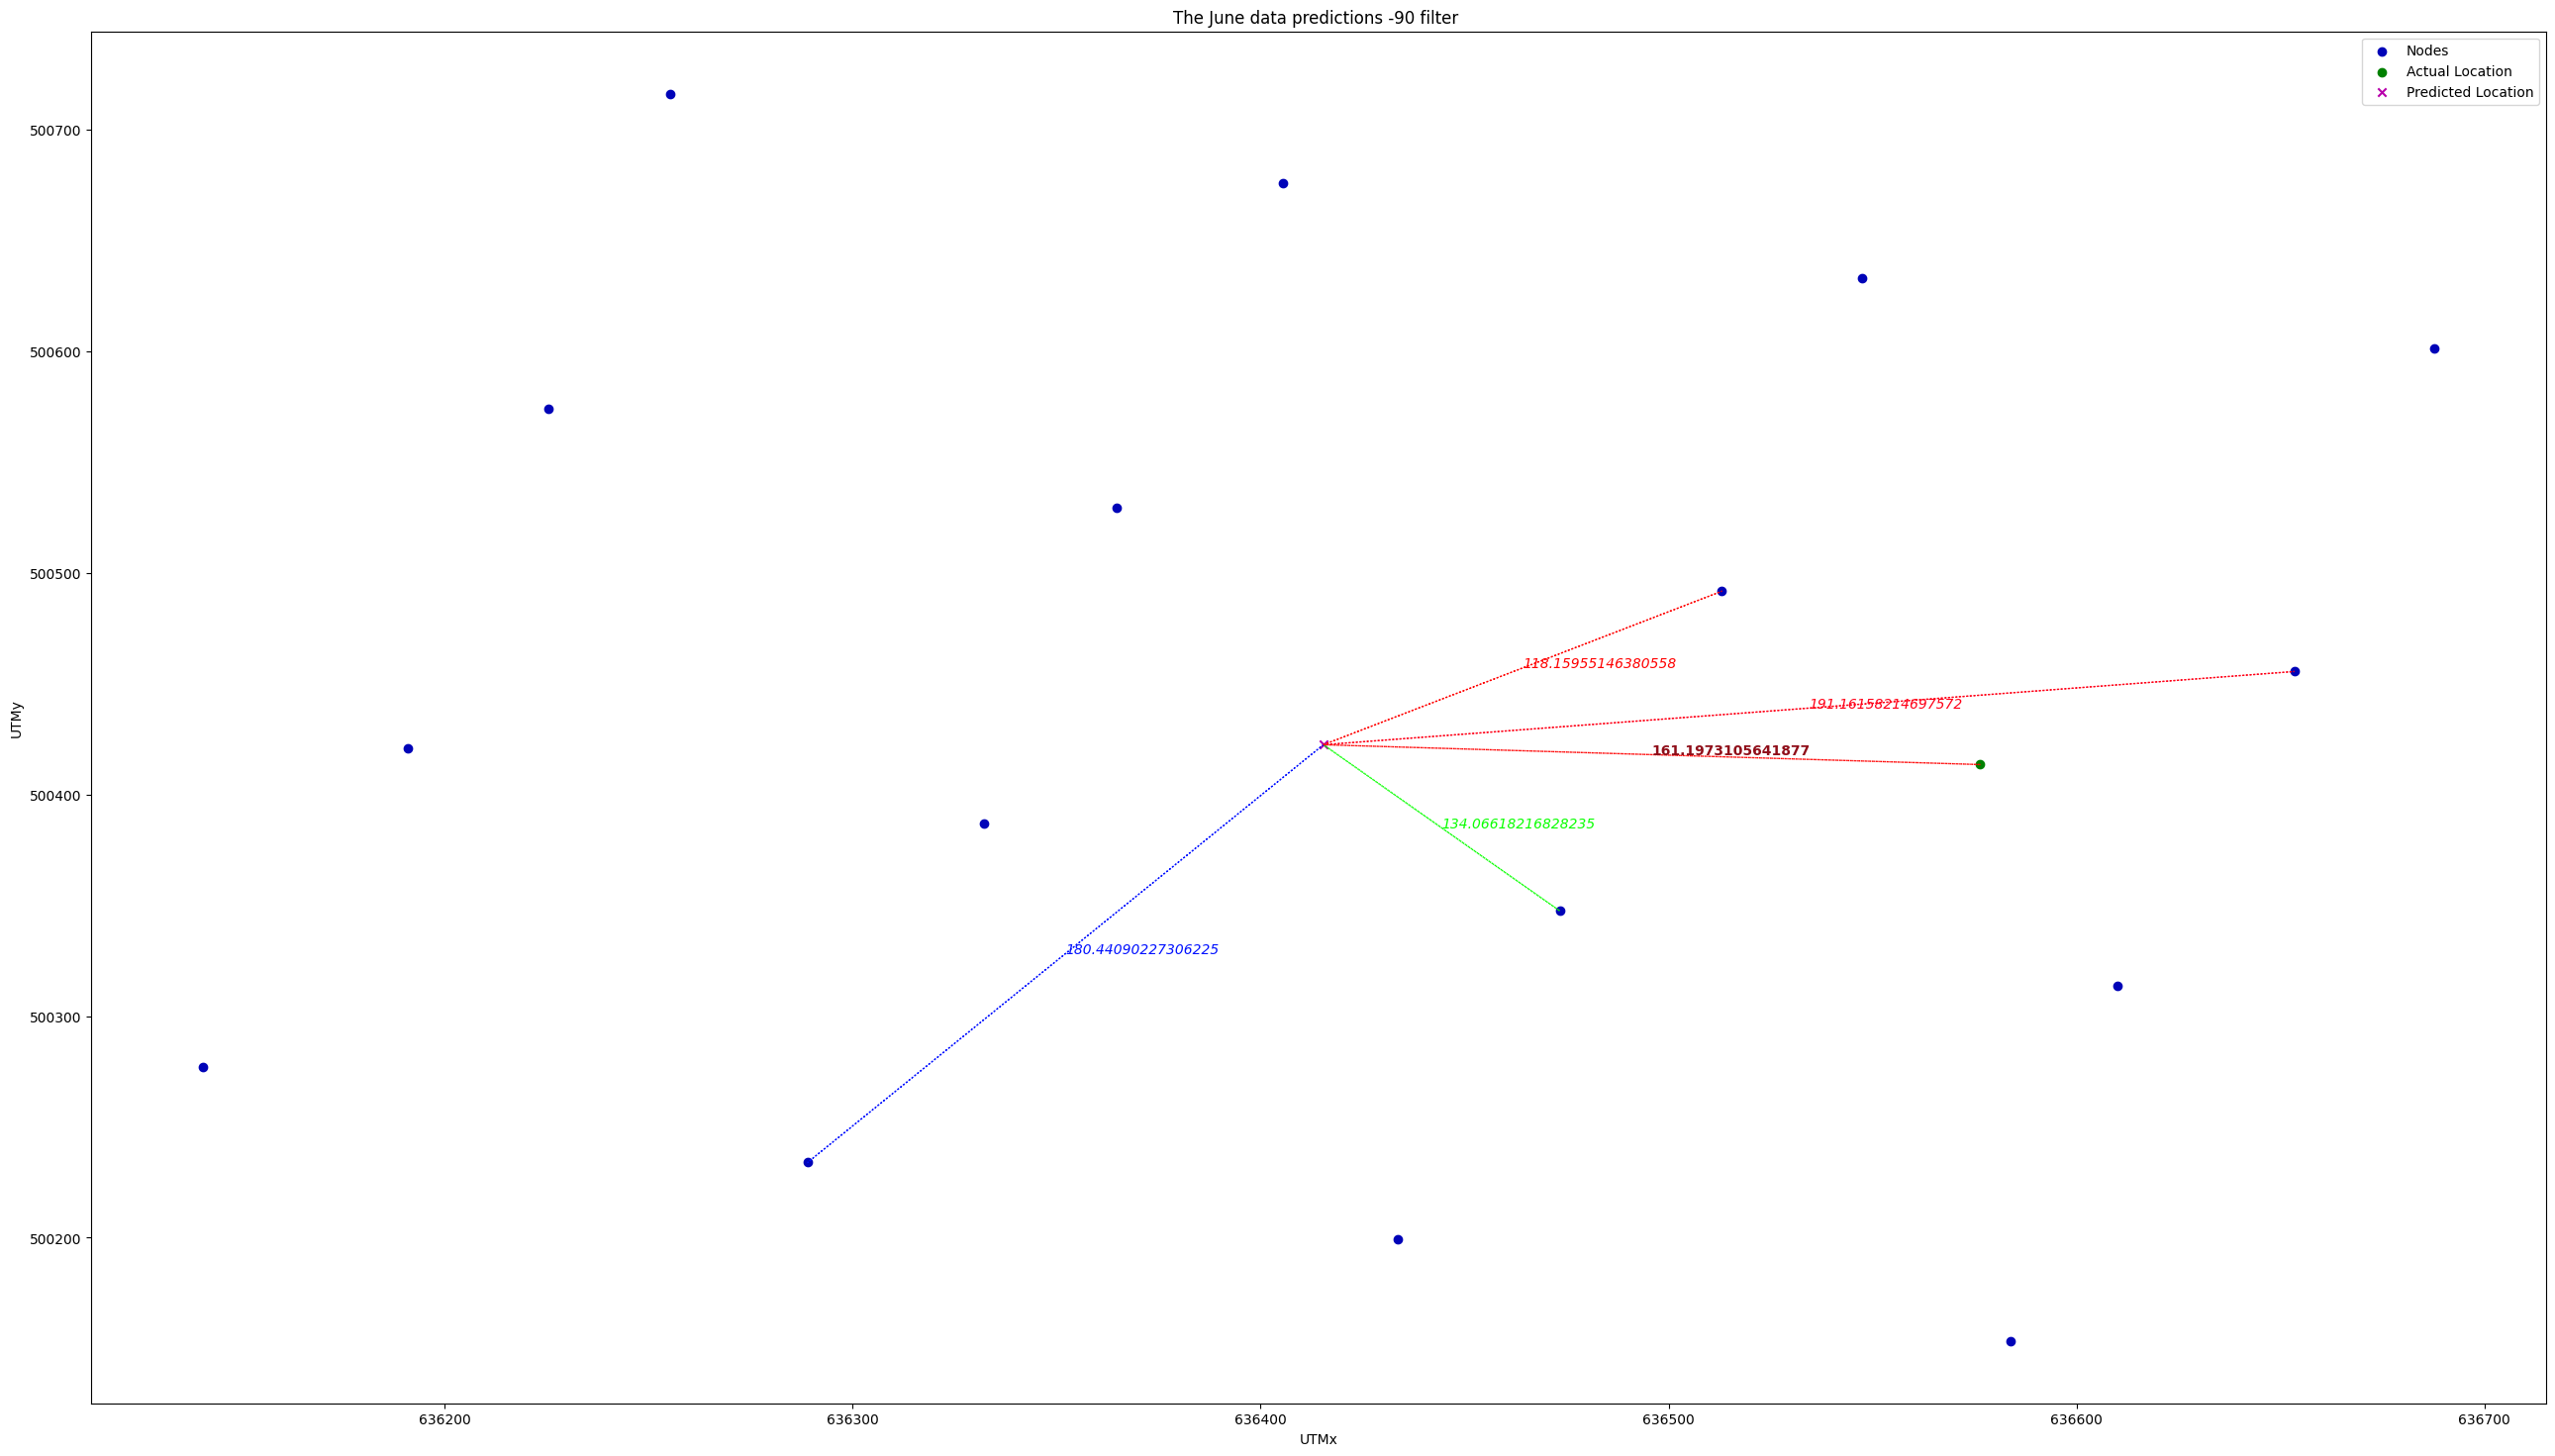 The June data predictions -90 filter
Nodes
Actual Location
Predicted Location
500700
500600
500500
500400
500300
500200
UTMy
118.15955146380558
191.16158214697572
161.1973105641877
134.06618216828235
180.44090227306225
636200
636300
636400
636500
636600
636700
UTMx